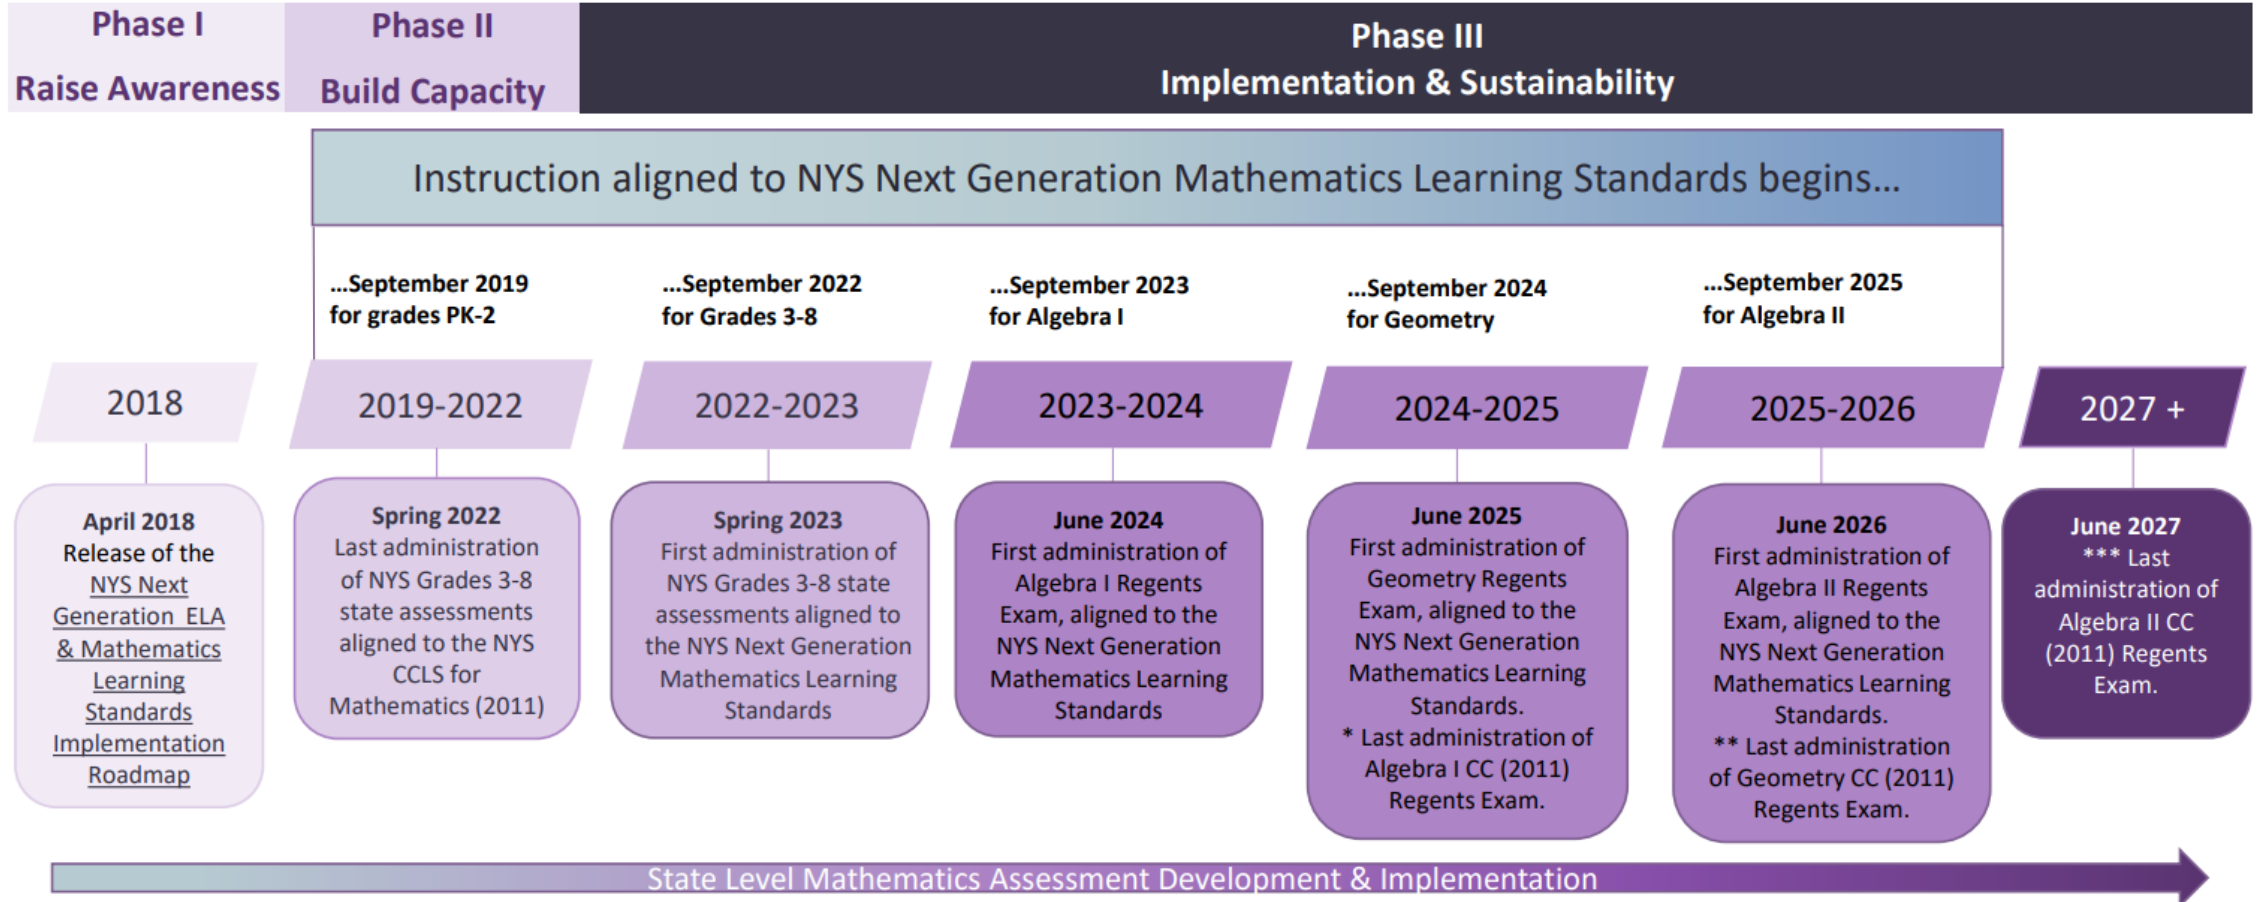 Phase I
Raise Awareness
Phase II
Build Capacity
Phase III
Implementation & Sustainability
Instruction aligned to NYS Next Generation Mathematics Learning Standards begins...
...September 2019
for grades PK-2
...September 2022
for Grades 3-8
...September 2023
for Algebra I
...September 2024
for Geometry
...September 2025
for Algebra II
2018
2019-2022
2022-2023
2023-2024
2024-2025
2025-2026
2027 +
April 2018
Release of the
NYS Next
Generation ELA
& Mathematics
Learning
Standards
Implementation
Roadmap
Spring 2022
Last administration
of NYS Grades 3-8
state assessments
aligned to the NYS
CCLS for
Mathematics (2011)
Spring 2023
First administration of
NYS Grades 3-8 state
assessments aligned to
the NYS Next Generation
Mathematics Learning
Standards
June 2024
First administration of
Algebra I Regents
Exam, aligned to the
NYS Next Generation
Mathematics Learning
Standards
June 2025
First administration of
Geometry Regents
Exam, aligned to the
NYS Next Generation
Mathematics Learning
Standards.
* Last administration of
Algebra I CC (2011)
Regents Exam.
June 2026
First administration of
Algebra II Regents
Exam, aligned to the
NYS Next Generation
Mathematics Learning
Standards.
** Last administration
of Geometry CC (2011)
Regents Exam.
June 2027
*** Last
administration of
Algebra II CC
(2011) Regents
Exam.
State Level Mathematics Assessment Development & Implementation